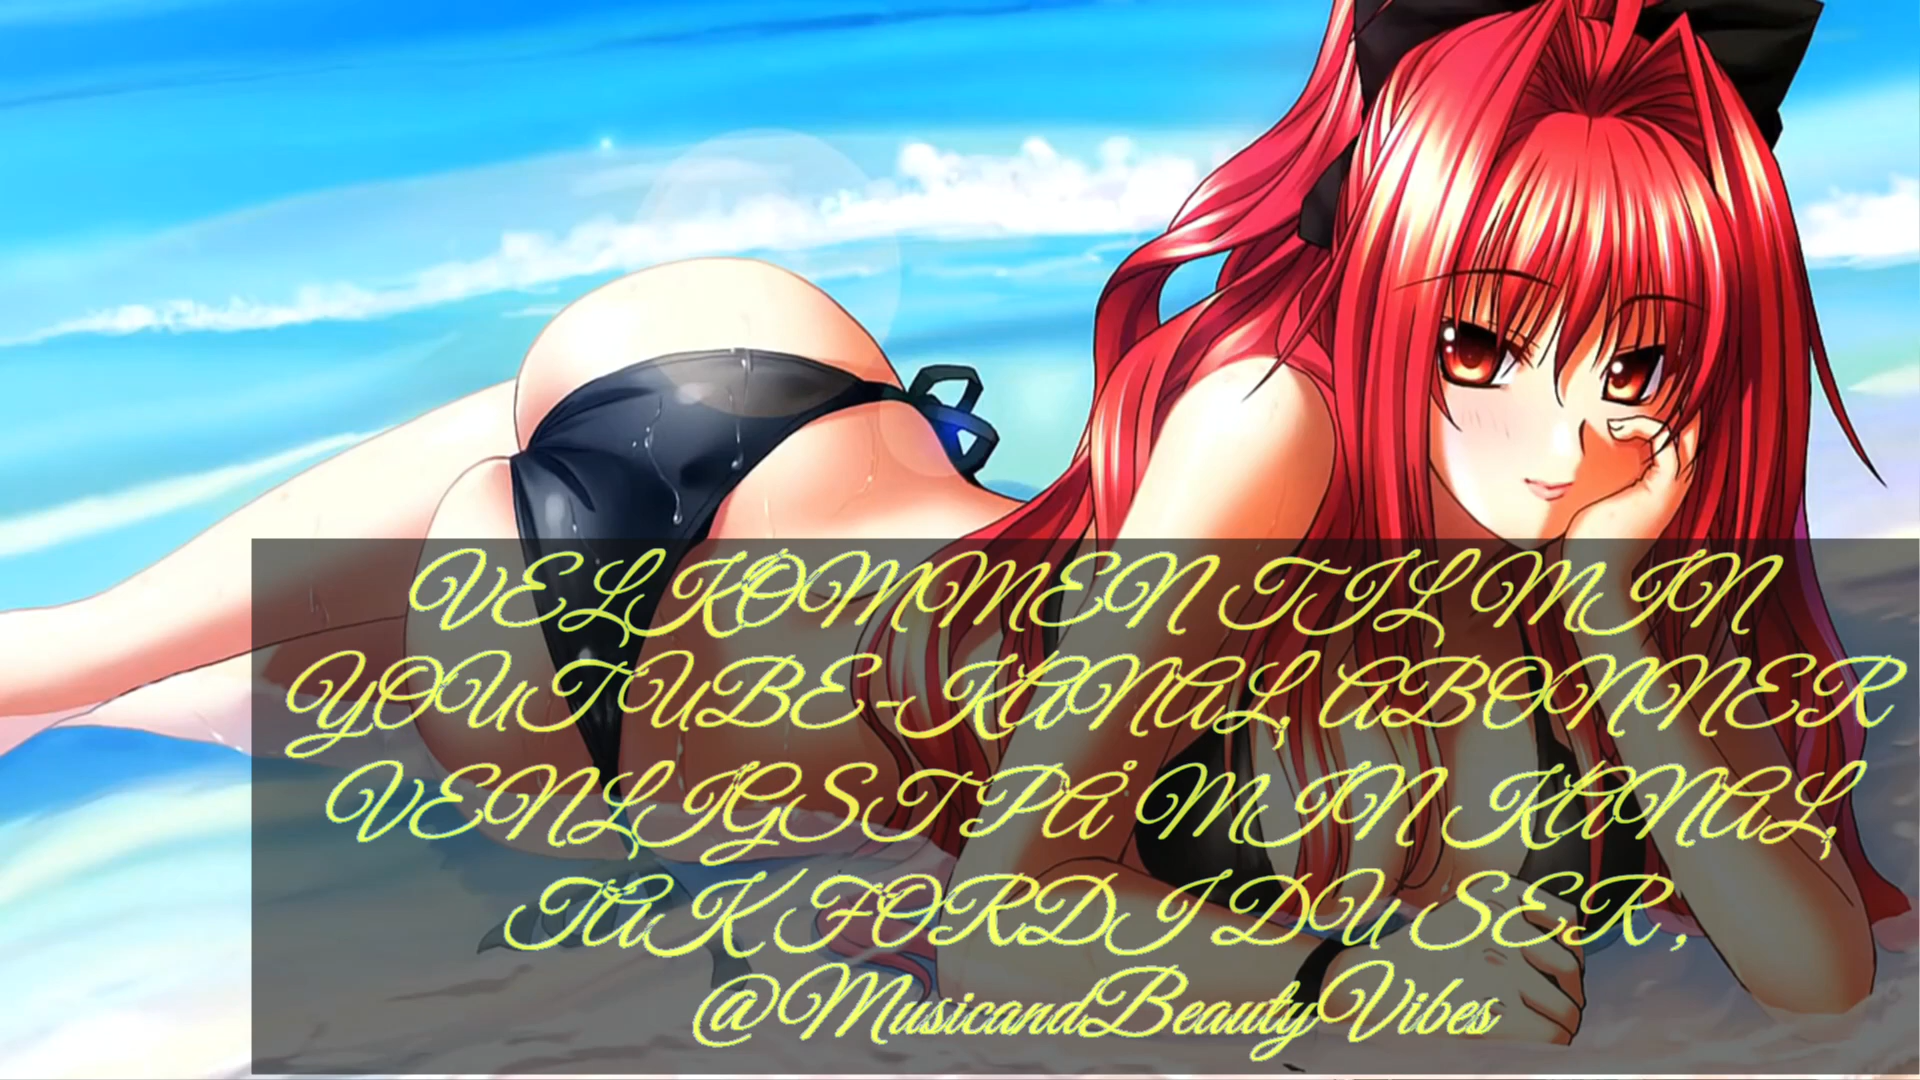 VELKOMMEN TIL MIN
YOUTUBE-KANAL, ABONNER
VENLIGST PÅ MIN KANAL,
TAK FORDI DU SER,
@MusicandBeautyVibes